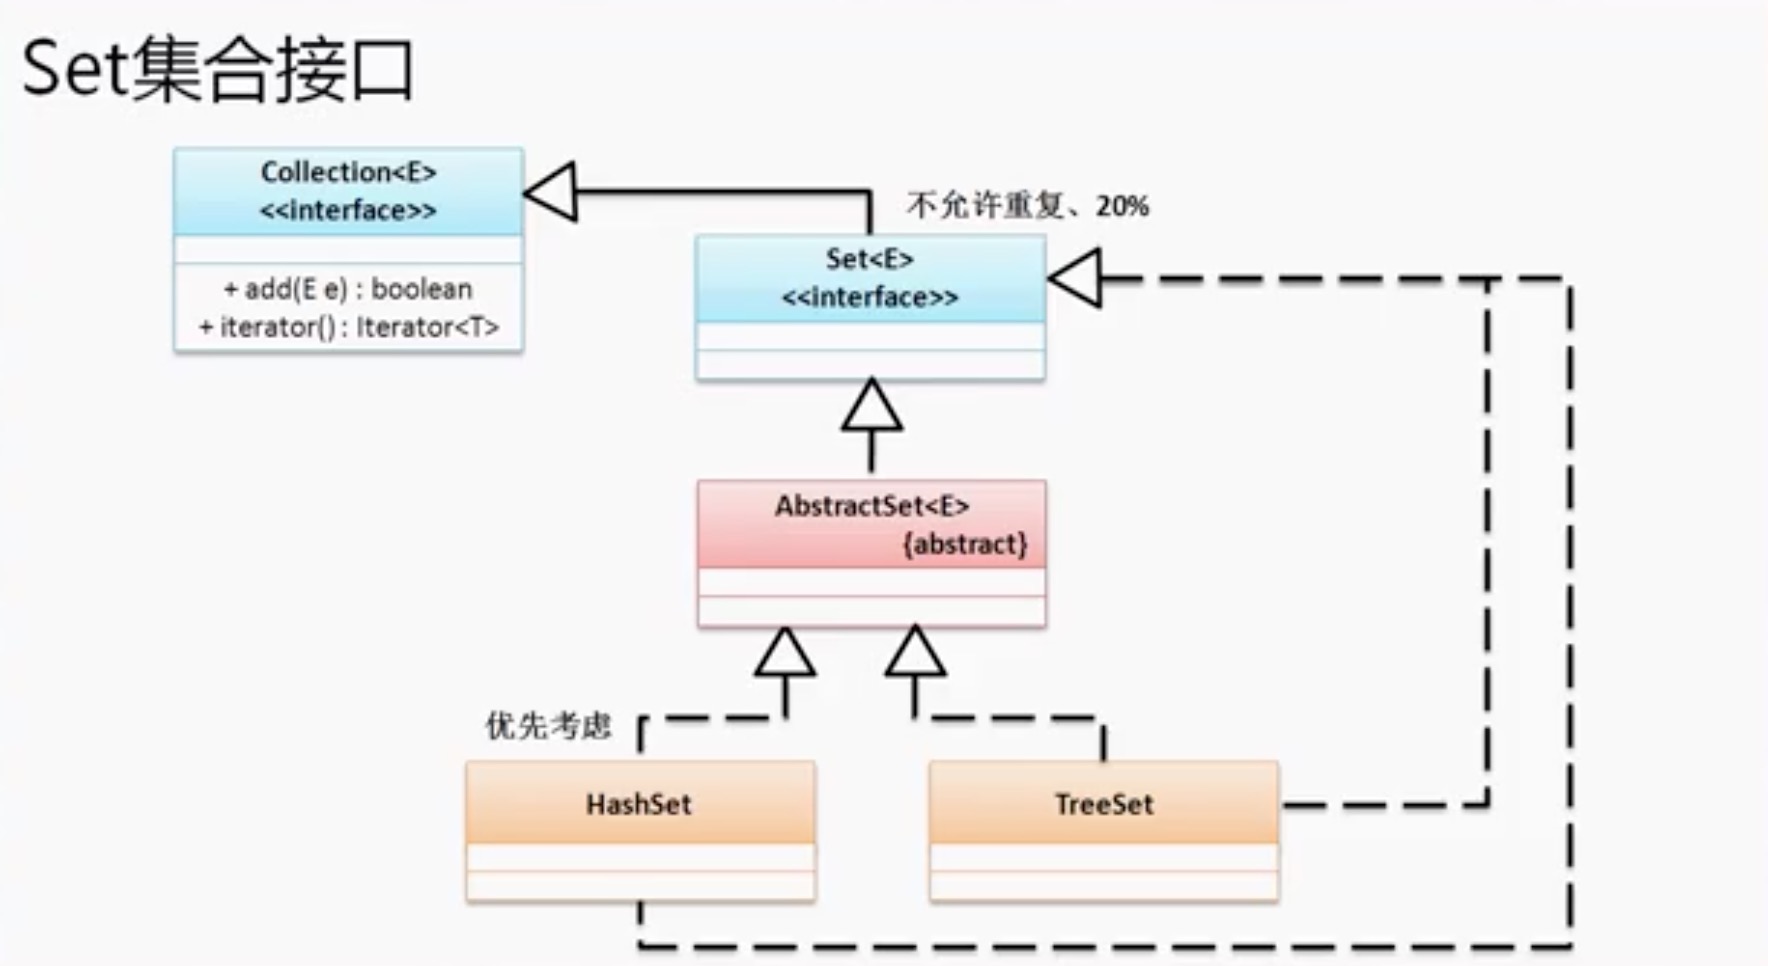 Set集合接口
Collection<E>
<<interface>>
+ add(E e) : boolean
+ iterator() : Iterator<T>
不允许重复、20%
Set<E>
<<interface>>
AbstractSet<E>
{abstract}
优先考虑
HashSet
TreeSet